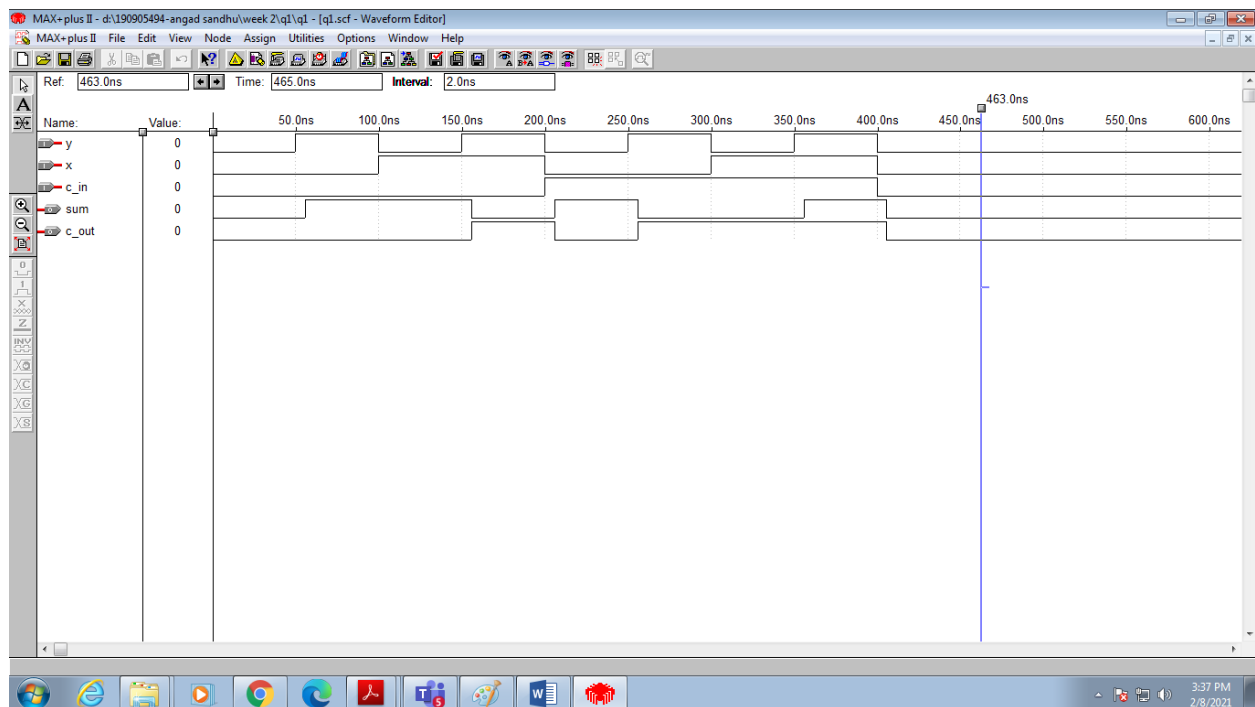 MAX+plus II - d:\190905494-angad sandhu\week 2\q1\q1 - [q1.scf - Waveform Editor]
MAX+plus II File Edit View Node Assign Utilities Options Window Help
Ref: 463.0ns Time: 465.0ns Interval: 2.0ns
463.0ns
Name: Value: 50.0ns 100.0ns 150.0ns 200.0ns 250.0ns 300.0ns 350.0ns 400.0ns 450.0ns 500.0ns 550.0ns 600.0ns
y 0
x 0
c_in 0
sum 0
c_out 0
3:37 PM
2/8/2021